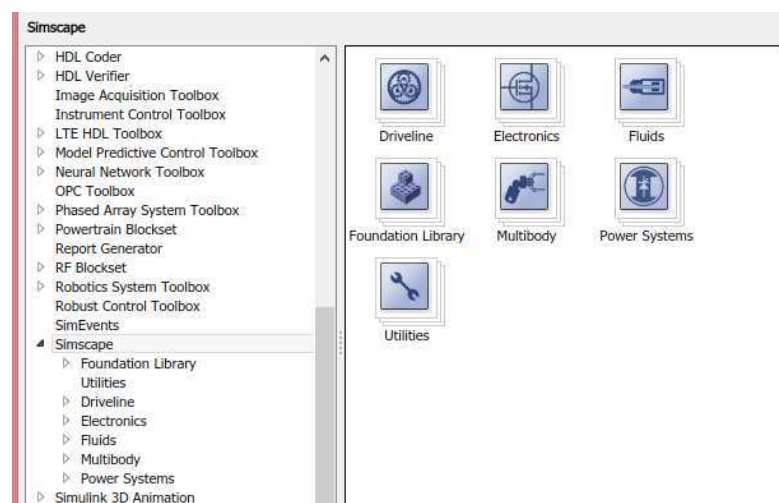 Simscape
HDL Coder
HDL Verifier
Image Acquisition Toolbox
Instrument Control Toolbox
LTE HDL Toolbox
Model Predictive Control Toolbox
Neural Network Toolbox
OPC Toolbox
Phased Array System Toolbox
Powertrain Blockset
Report Generator
RF Blockset
Robotics System Toolbox
Robust Control Toolbox
SimEvents
Simscape
Foundation Library
Utilities
Driveline
Electronics
Fluids
Multibody
Power Systems
Simulink 3D Animation
Driveline Electronics Fluids
Foundation Library Multibody Power Systems
Utilities